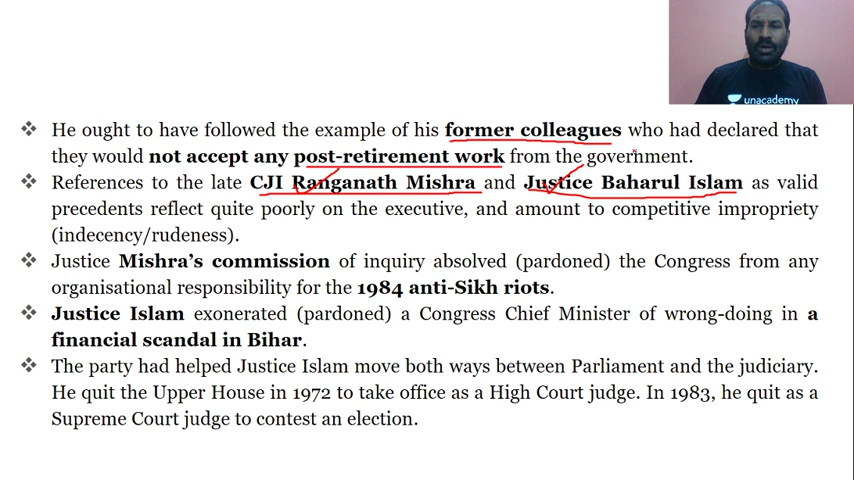 unacademy
He ought to have followed the example of his former colleagues who had declared that
they would not accept any post-retirement work from the government.
References to the late CJI Ranganath Mishra and Justice Baharul Islam as valid
precedents reflect quite poorly on the executive, and amount to competitive impropriety
(indecency/rudeness).
Justice Mishra's commission of inquiry absolved (pardoned) the Congress from any
organisational responsibility for the 1984 anti-Sikh riots.
Justice Islam exonerated (pardoned) a Congress Chief Minister of wrong-doing in a
financial scandal in Bihar.
The party had helped Justice Islam move both ways between Parliament and the judiciary.
He quit the Upper House in 1972 to take office as a High Court judge. In 1983, he quit as a
Supreme Court judge to contest an election.